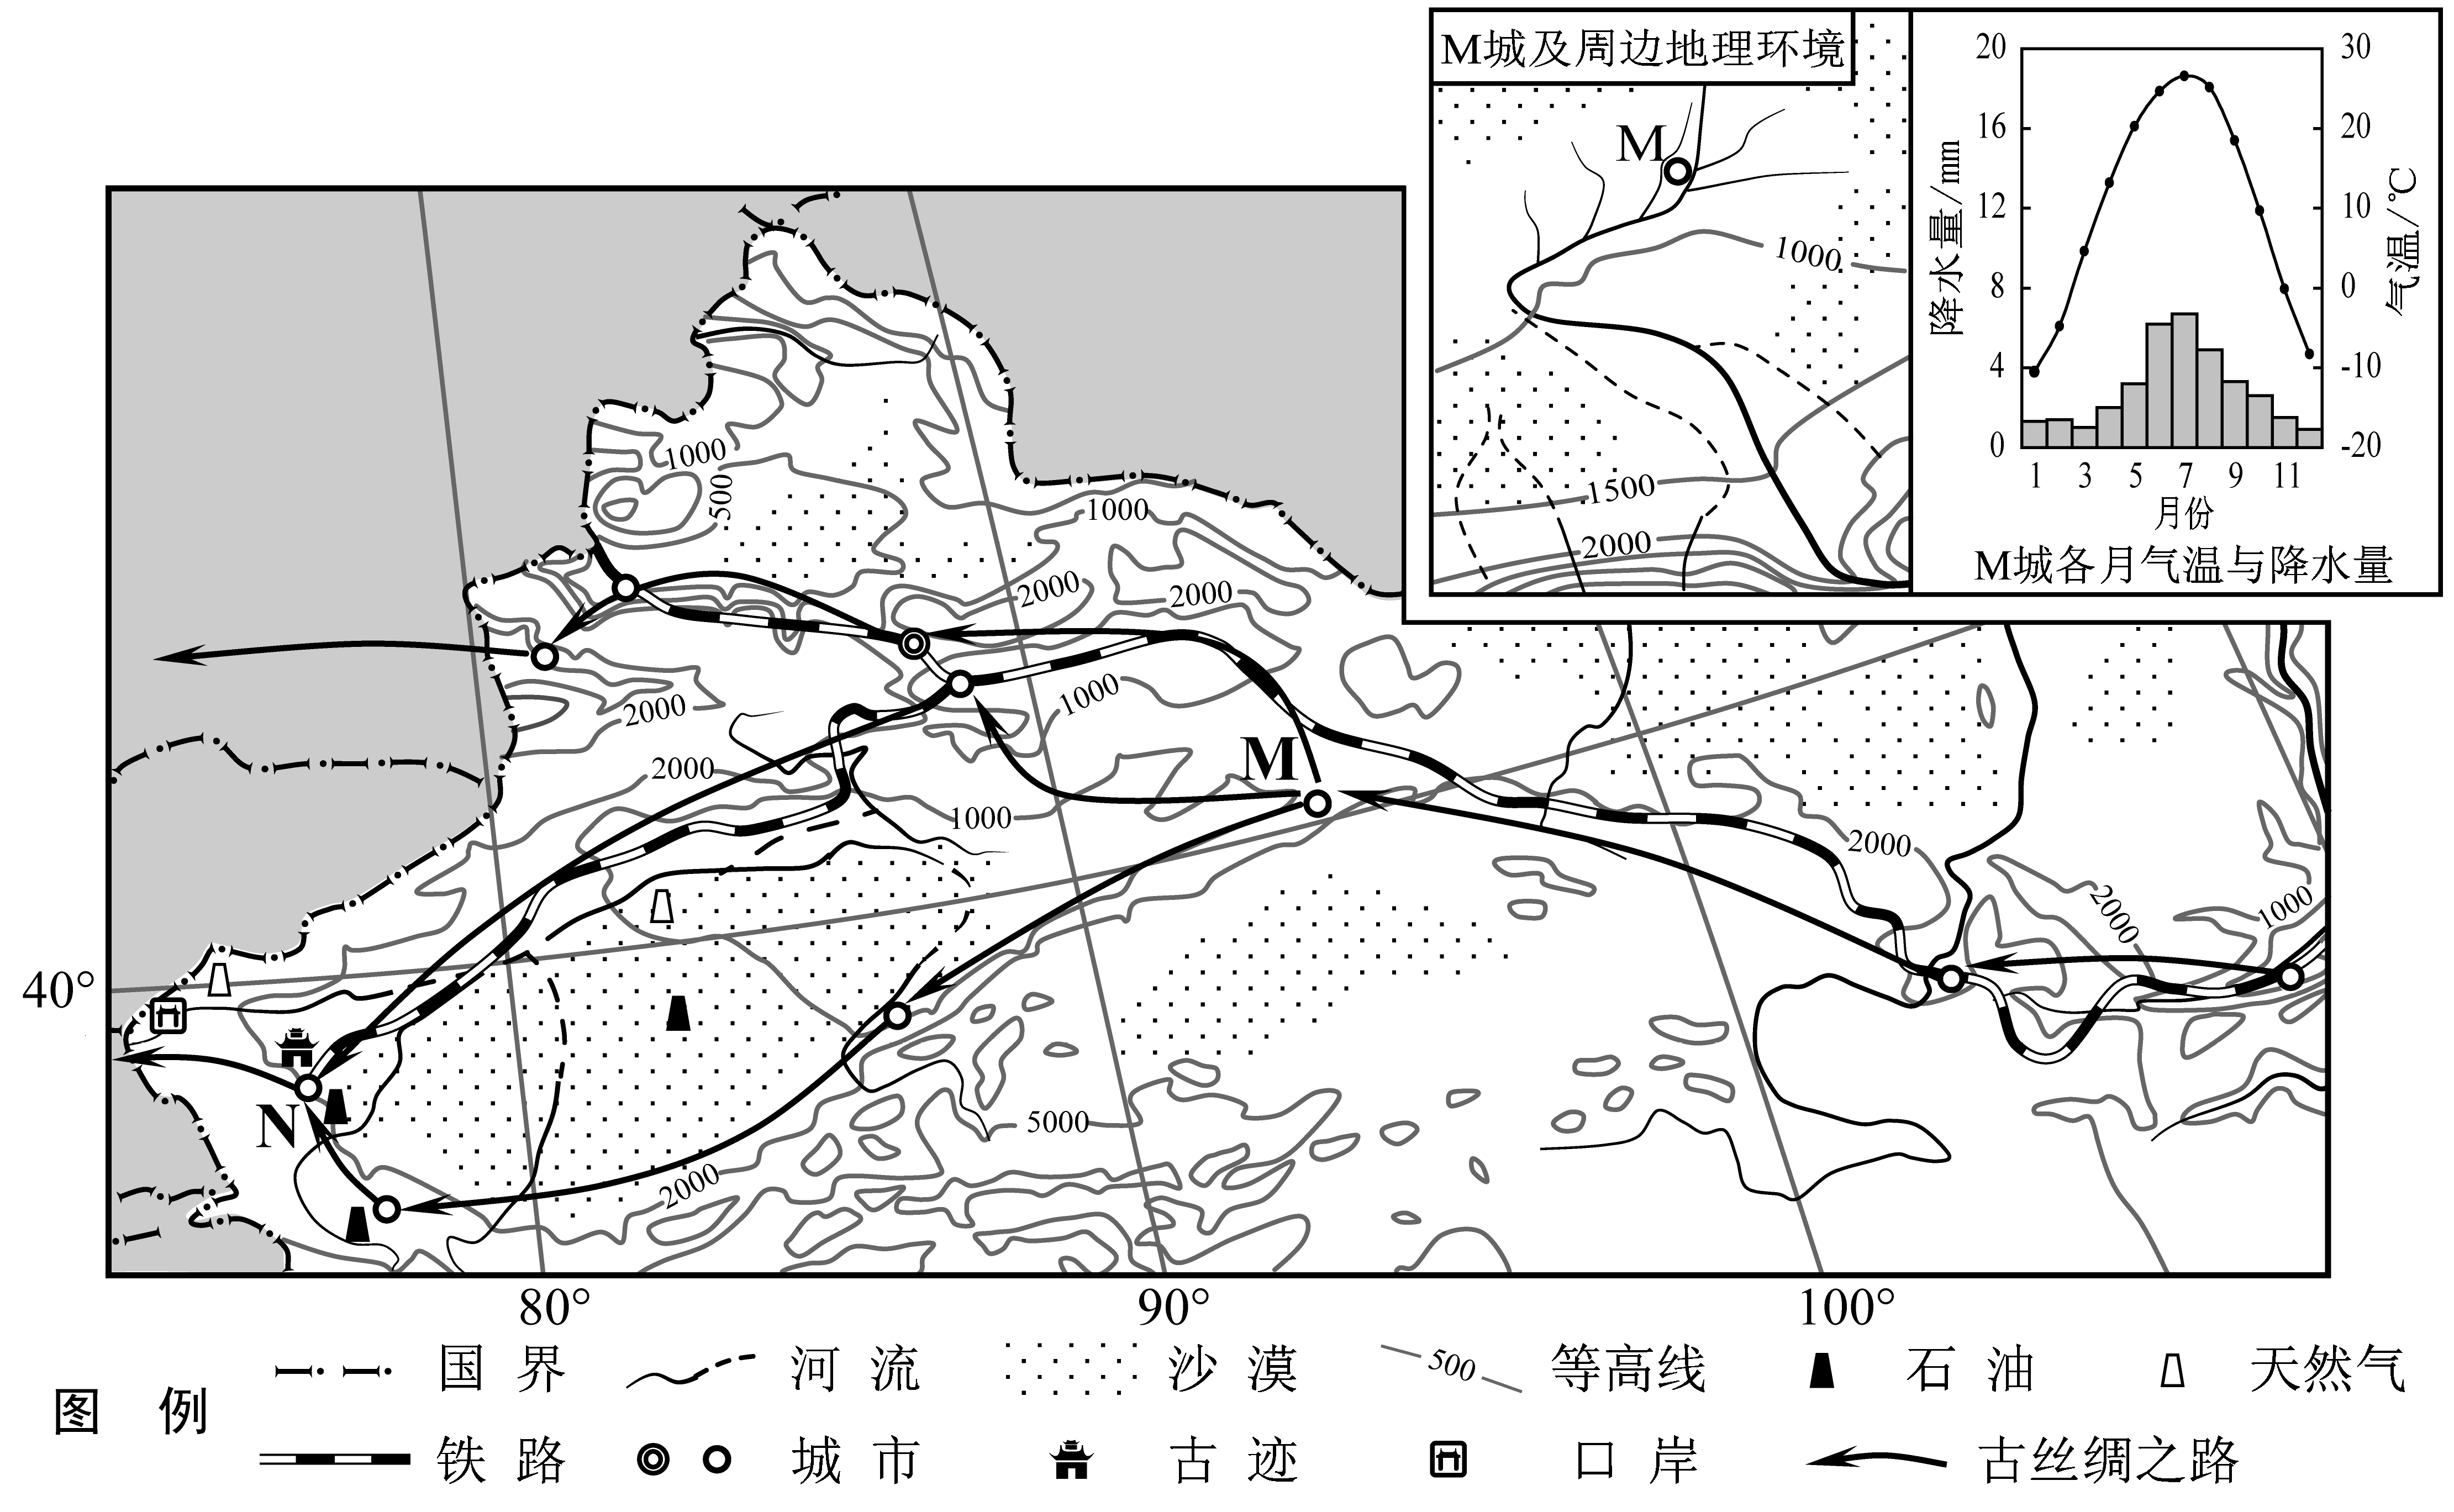 M城及周边地理环境
M
1000
1500
2000
20
16
12
8
4
0
降水量/mm
30
20
10
0
-10
-20
气温/℃
1 3 5 7 9 11
月份
M城各月气温与降水量
1000
500
1000
2000
2000
2000
1000
2000
1000
M
2000
2000
1000
5000
2000
N
40°
80° 90° 100°
图 例
国 界 河 流 沙 漠 500 等高线 石 油 天然气
铁 路 城 市 古 迹 口 岸 古丝绸之路